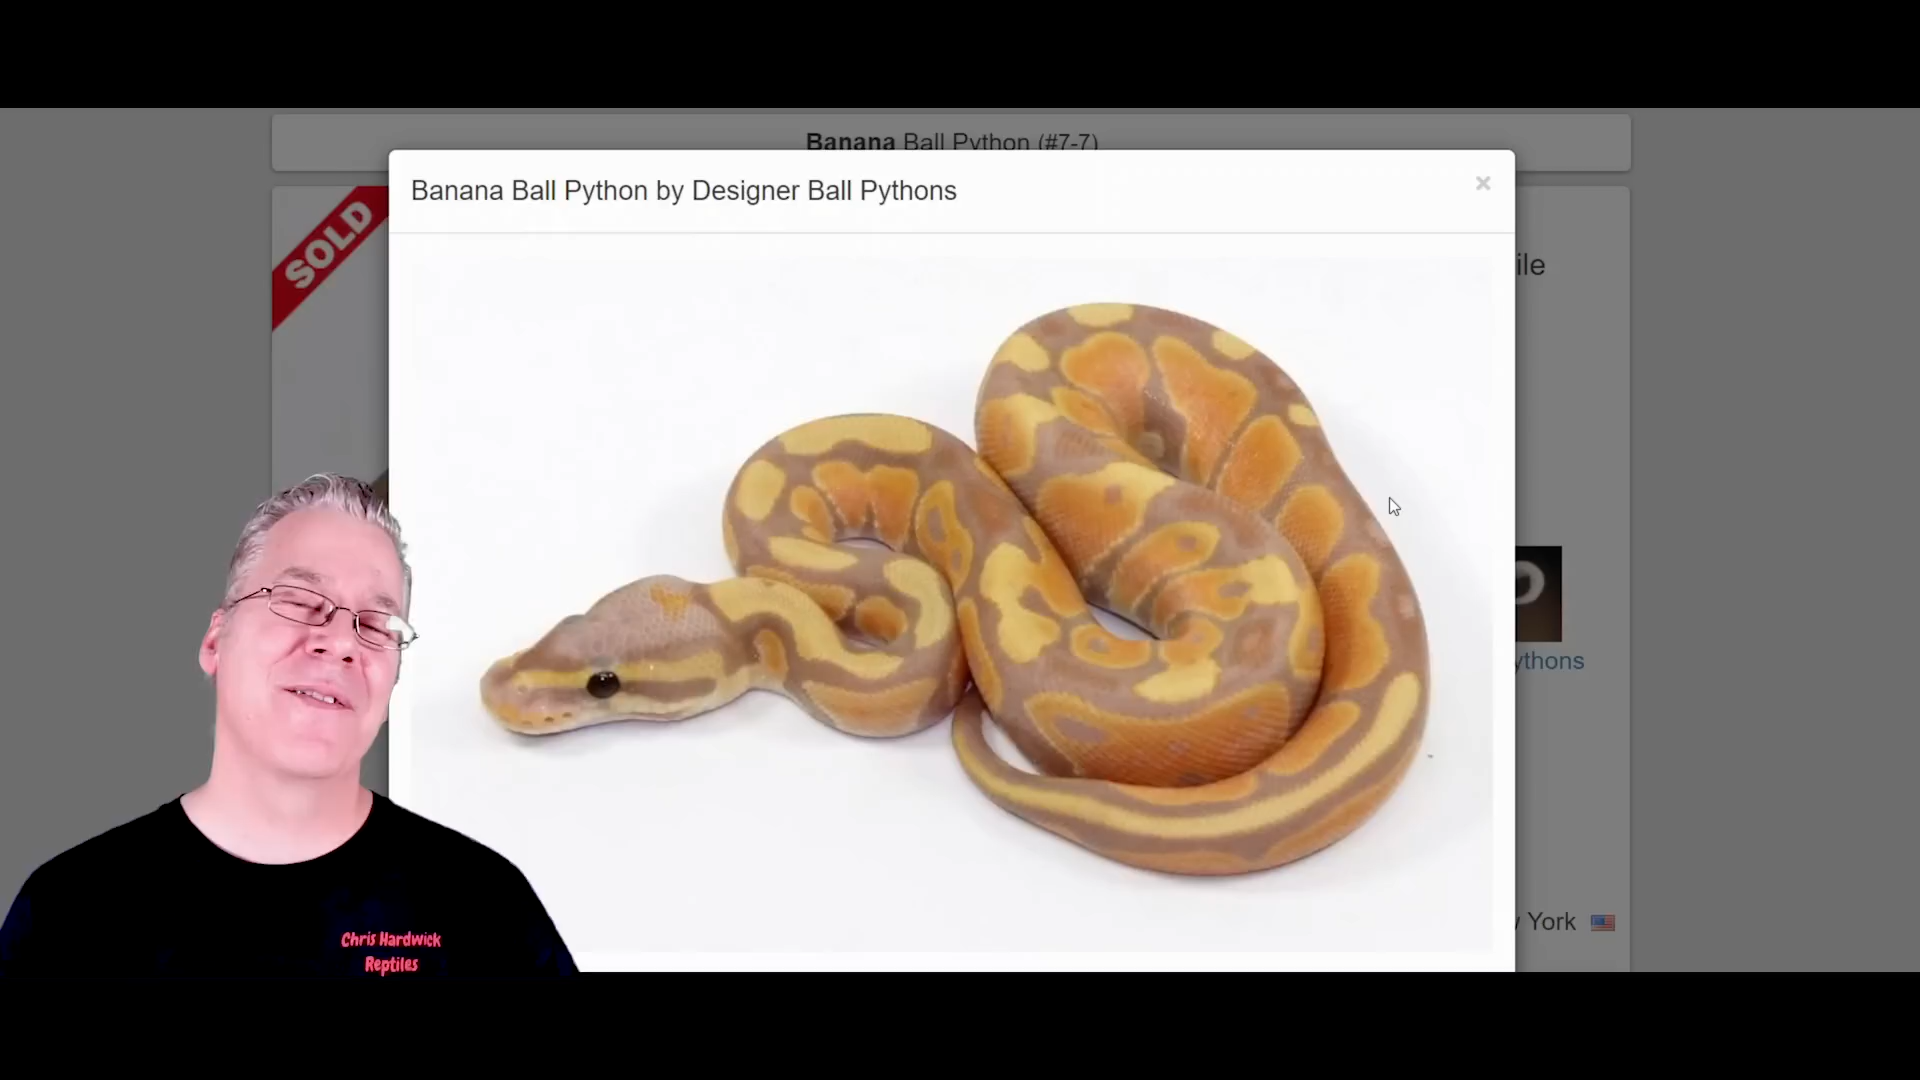 Banana Ball Python (#7-7)
Banana Ball Python by Designer Ball Pythons
×
SOLD
ile
ythons
York
Chris Hardwick
Reptiles